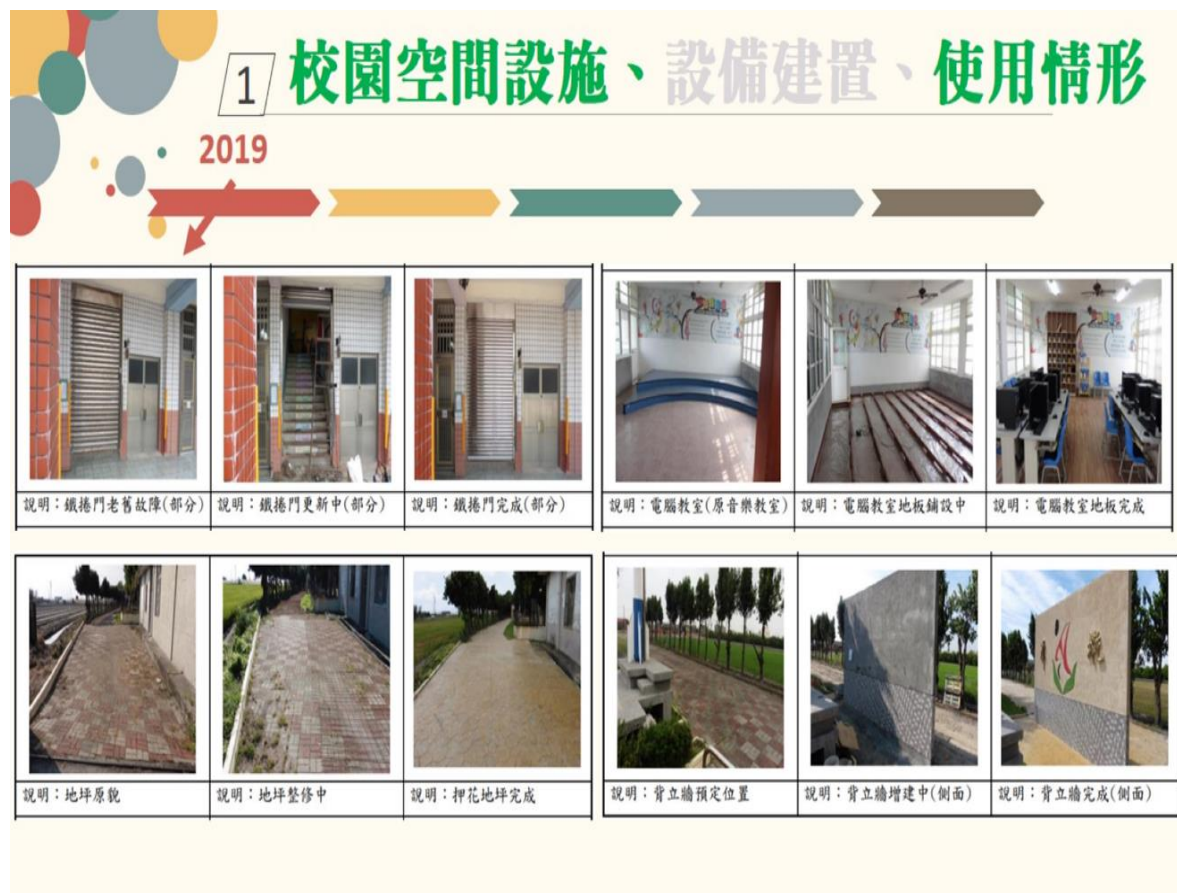 1 校園空間設施、設備建置、使用情形
2019
說明：鐵捲門老舊故障(部分)
說明：鐵捲門更新中(部分)
說明：鐵捲門完成(部分)
說明：電腦教室(原音樂教室)
說明：電腦教室地板鋪設中
說明：電腦教室地板完成
說明：地坪原貌
說明：地坪整修中
說明：押花地坪完成
說明：背立牆預定位置
說明：背立牆增建中(側面)
說明：背立牆完成(側面)